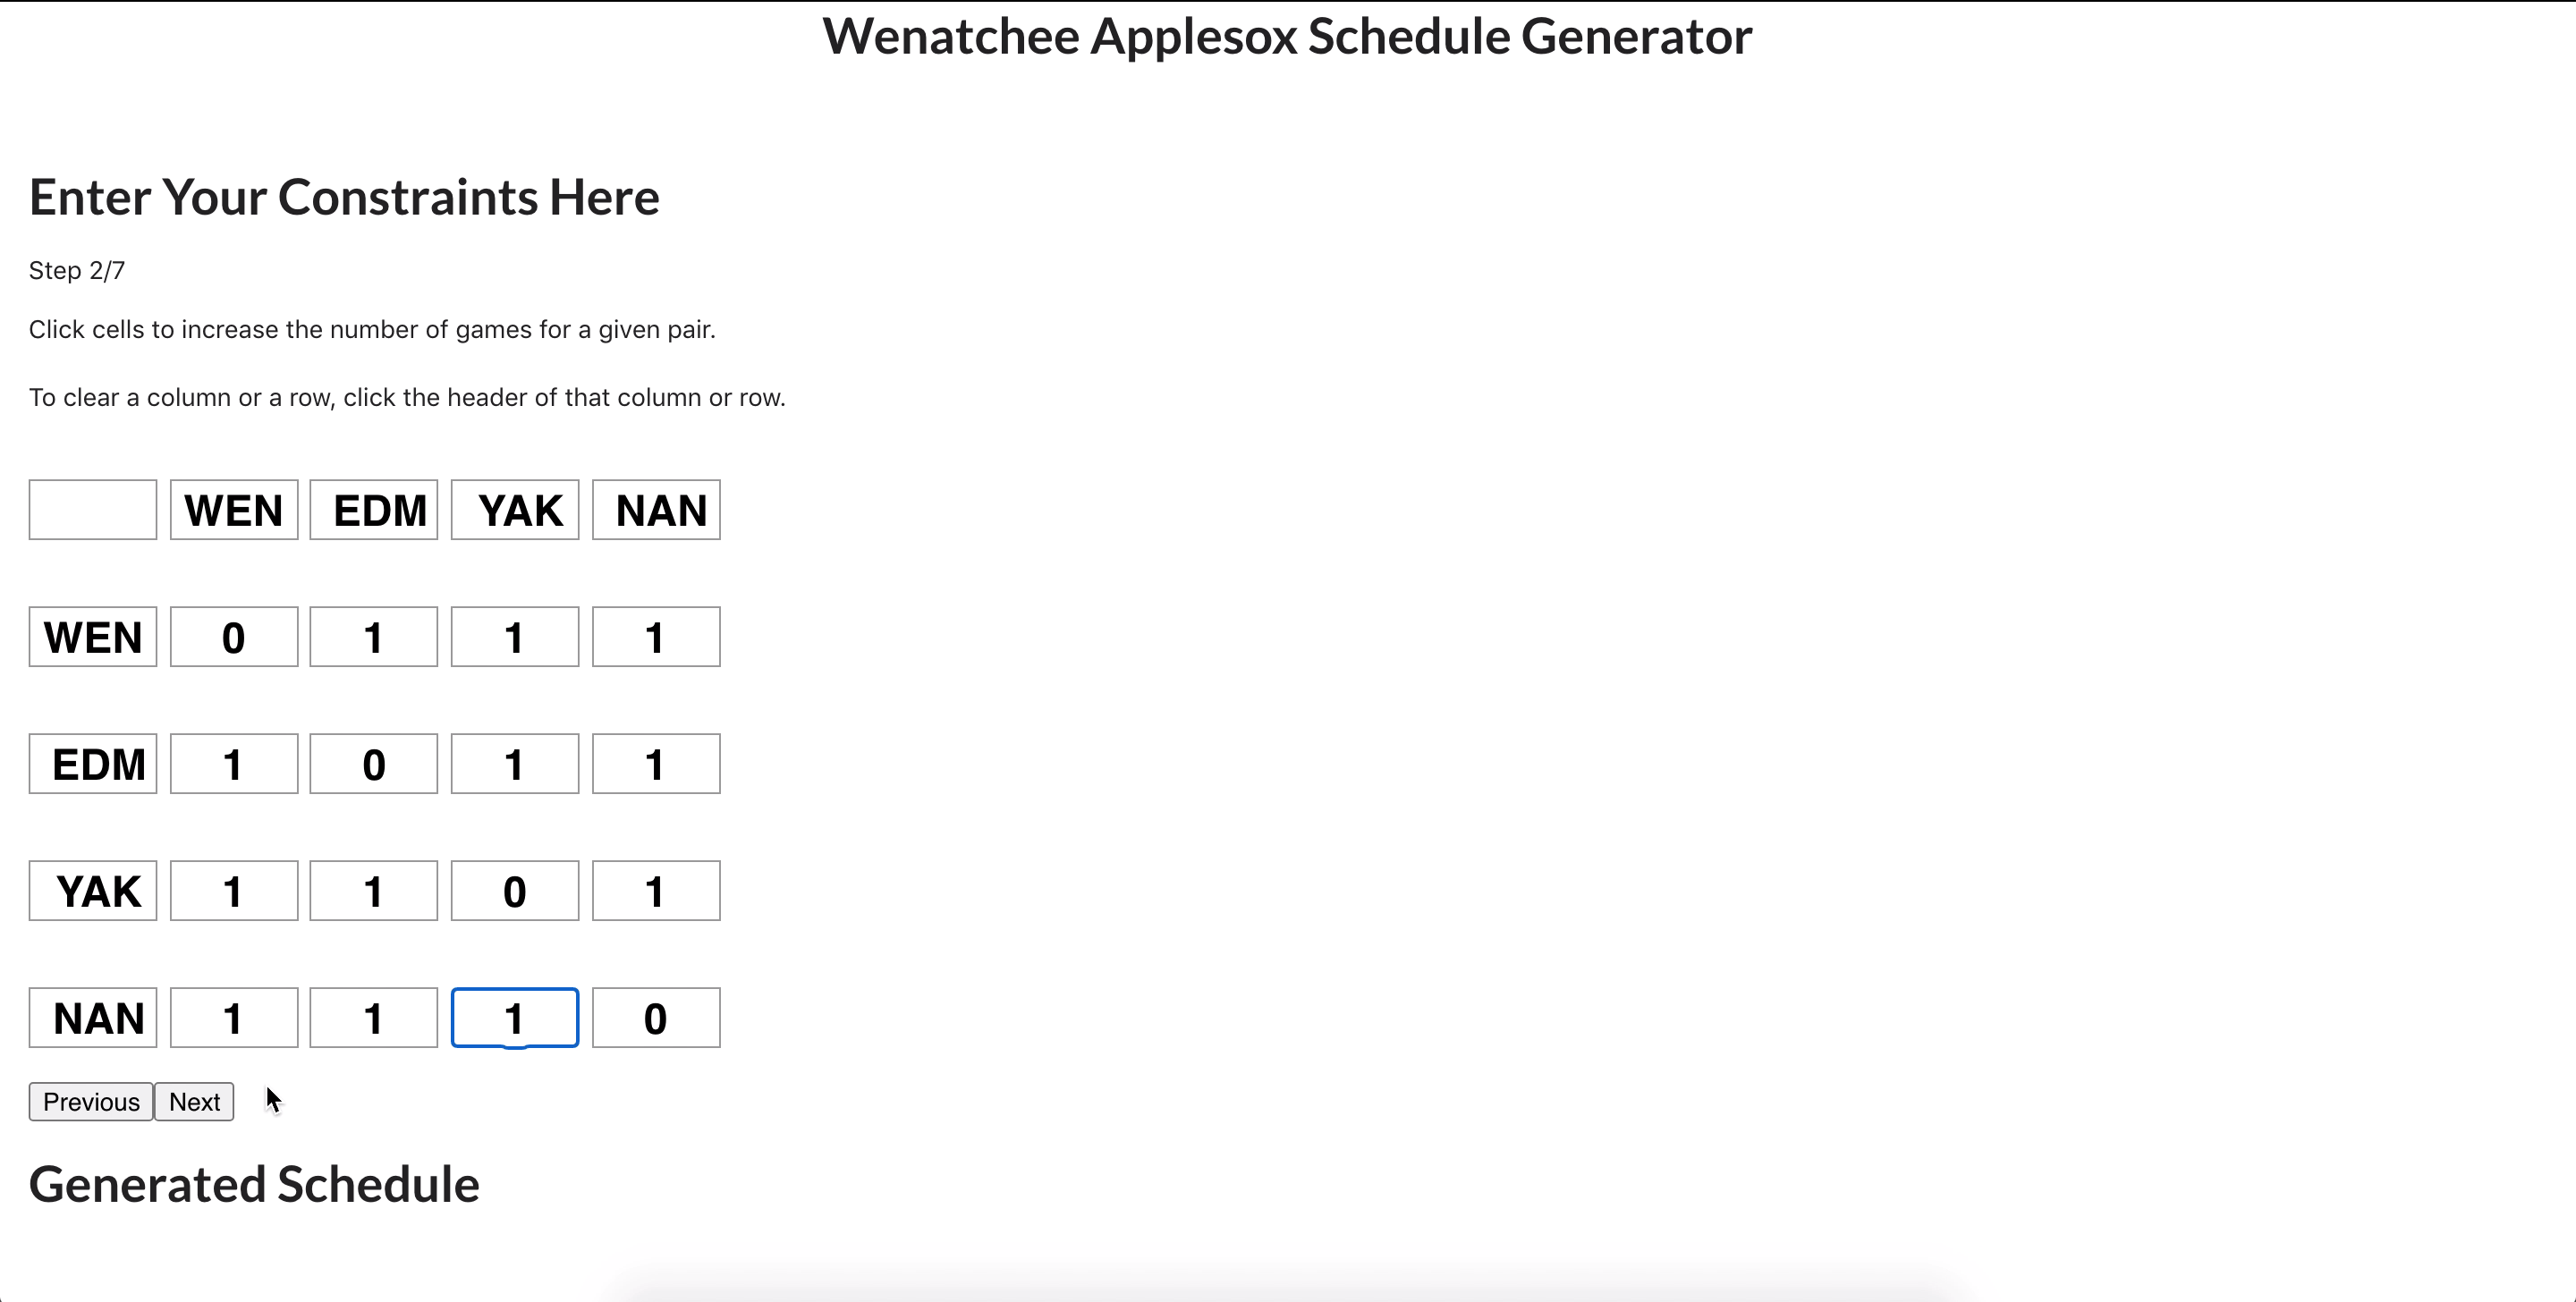 Wenatchee Applesox Schedule Generator
Enter Your Constraints Here
Step 2/7
Click cells to increase the number of games for a given pair.
To clear a column or a row, click the header of that column or row.
WEN EDM YAK NAN
WEN 0 1 1 1
EDM 1 0 1 1
YAK 1 1 0 1
NAN 1 1 1 0
Previous Next
Generated Schedule